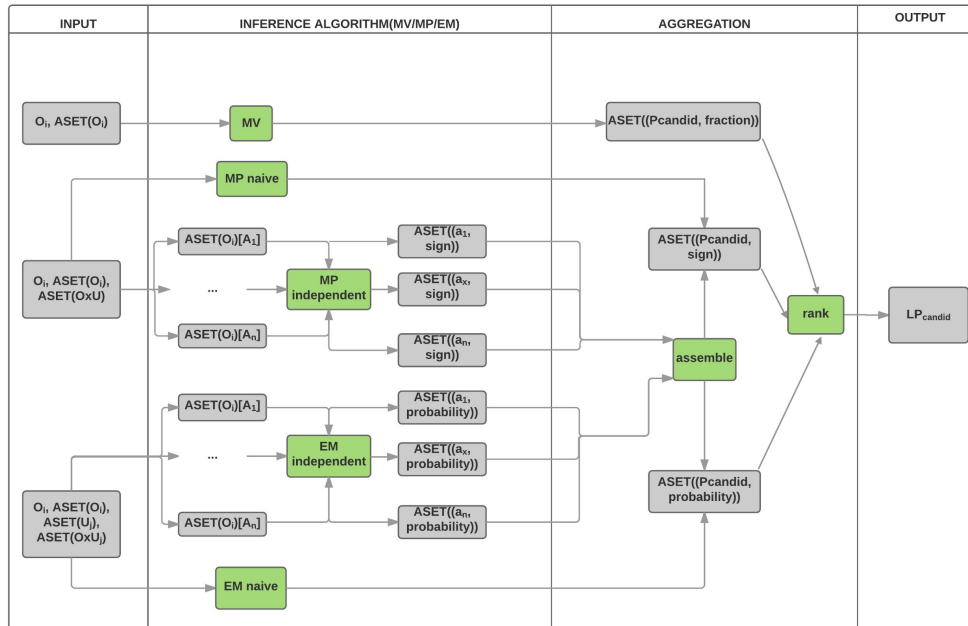 INPUT
INFERENCE ALGORITHM(MV/MP/EM)
AGGREGATION
OUTPUT
Oi, ASET(Oi)
MV
ASET((Pcandid, fraction))
MP naive
Oi, ASET(Oi),
ASET(OxU)
ASET(Oi)[A1]
...
ASET(Oi)[An]
MP
independent
ASET((a1,
sign))
ASET((ax,
sign))
ASET((an,
sign))
ASET((Pcandid,
sign))
assemble
rank
LPcandid
Oi, ASET(Oi),
ASET(Uj),
ASET(OxUj)
ASET(Oi)[A1]
...
ASET(Oi)[An]
EM
independent
ASET((a1,
probability))
ASET((ax,
probability))
ASET((an,
probability))
ASET((Pcandid,
probability))
EM naive